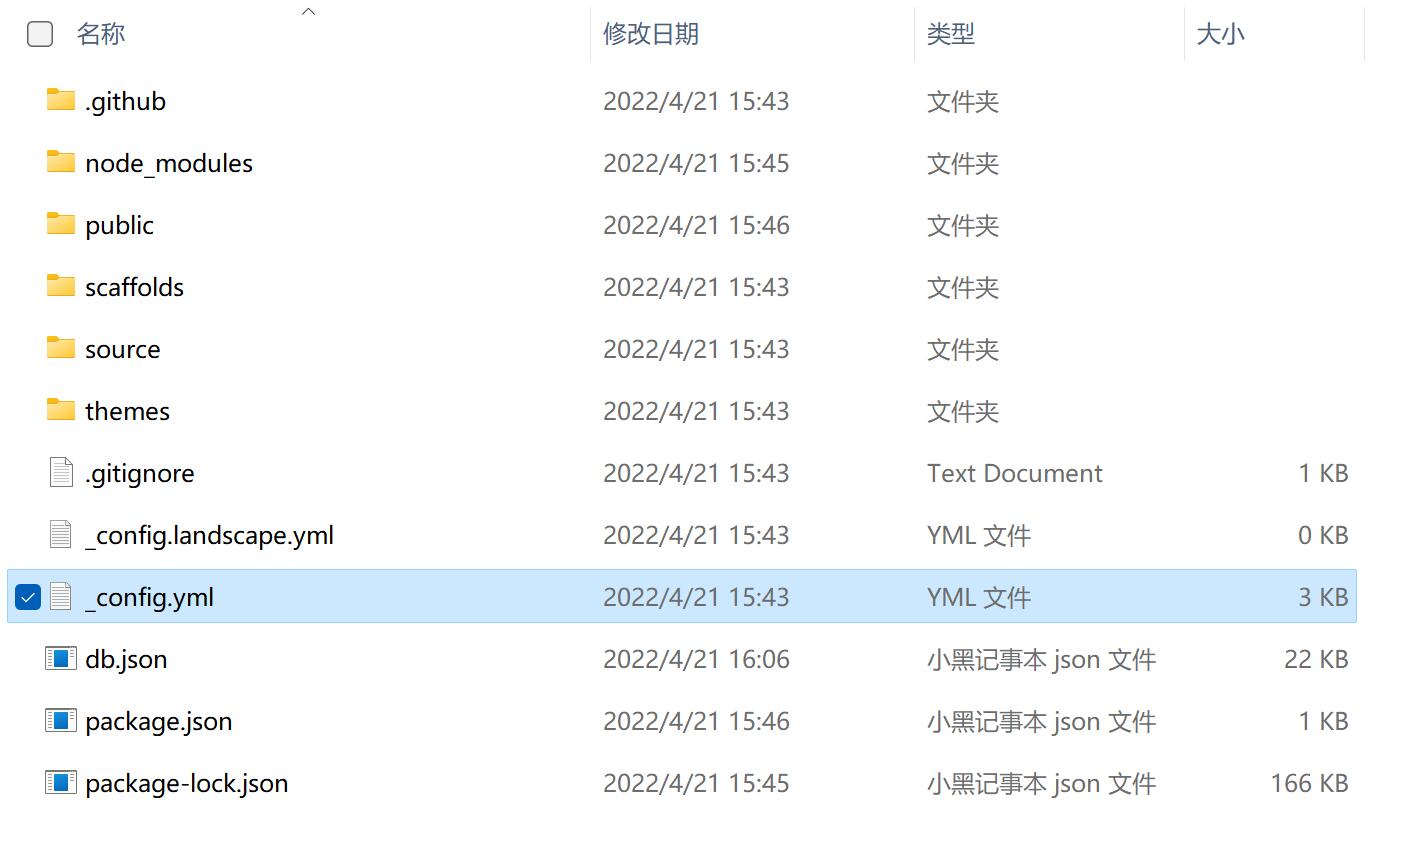 名称 修改日期 类型 大小
.github 2022/4/21 15:43 文件夹
node_modules 2022/4/21 15:45 文件夹
public 2022/4/21 15:46 文件夹
scaffolds 2022/4/21 15:43 文件夹
source 2022/4/21 15:43 文件夹
themes 2022/4/21 15:43 文件夹
.gitignore 2022/4/21 15:43 Text Document 1 KB
_config.landscape.yml 2022/4/21 15:43 YML 文件 0 KB
_config.yml 2022/4/21 15:43 YML 文件 3 KB
db.json 2022/4/21 16:06 小黑记事本 json 文件 22 KB
package.json 2022/4/21 15:46 小黑记事本 json 文件 1 KB
package-lock.json 2022/4/21 15:45 小黑记事本 json 文件 166 KB